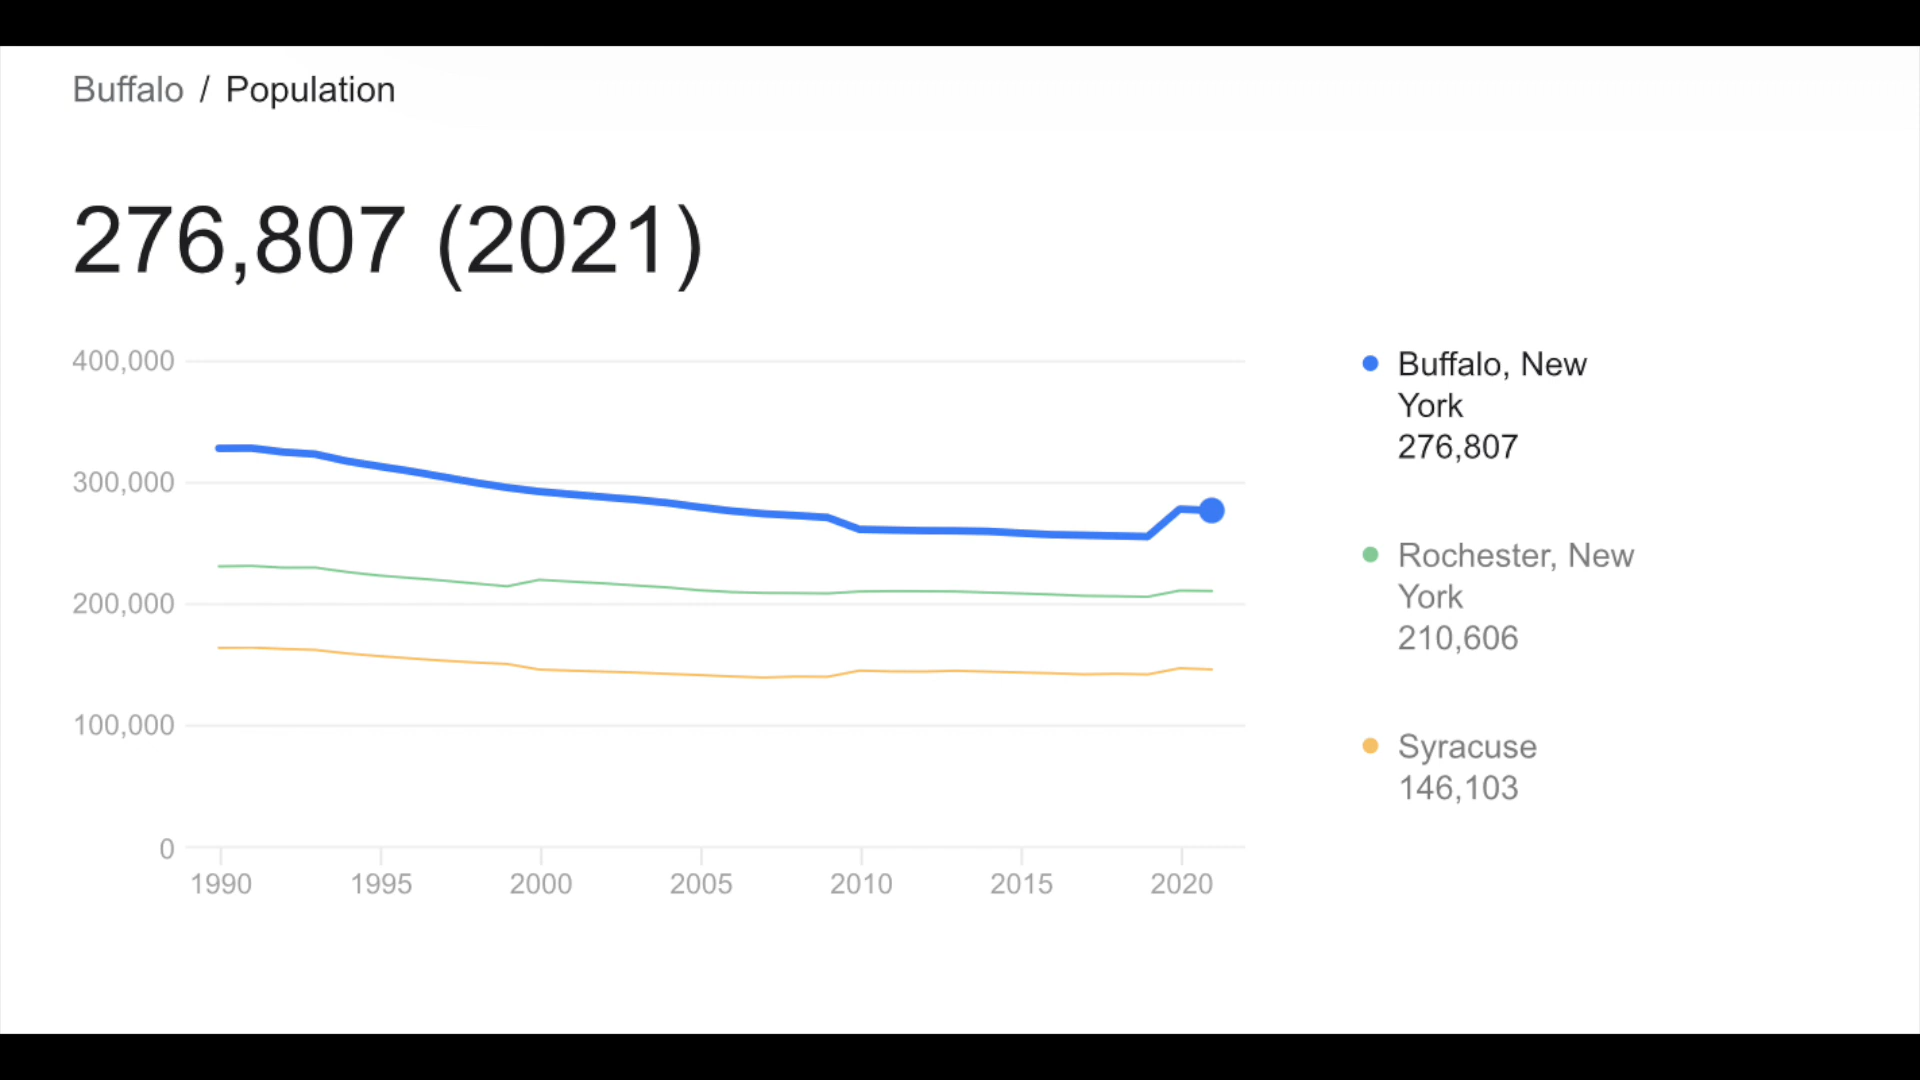 Buffalo / Population
276,807 (2021)
400,000
300,000
200,000
100,000
0
1990 1995 2000 2005 2010 2015 2020
Buffalo, New
York
276,807
Rochester, New
York
210,606
Syracuse
146,103